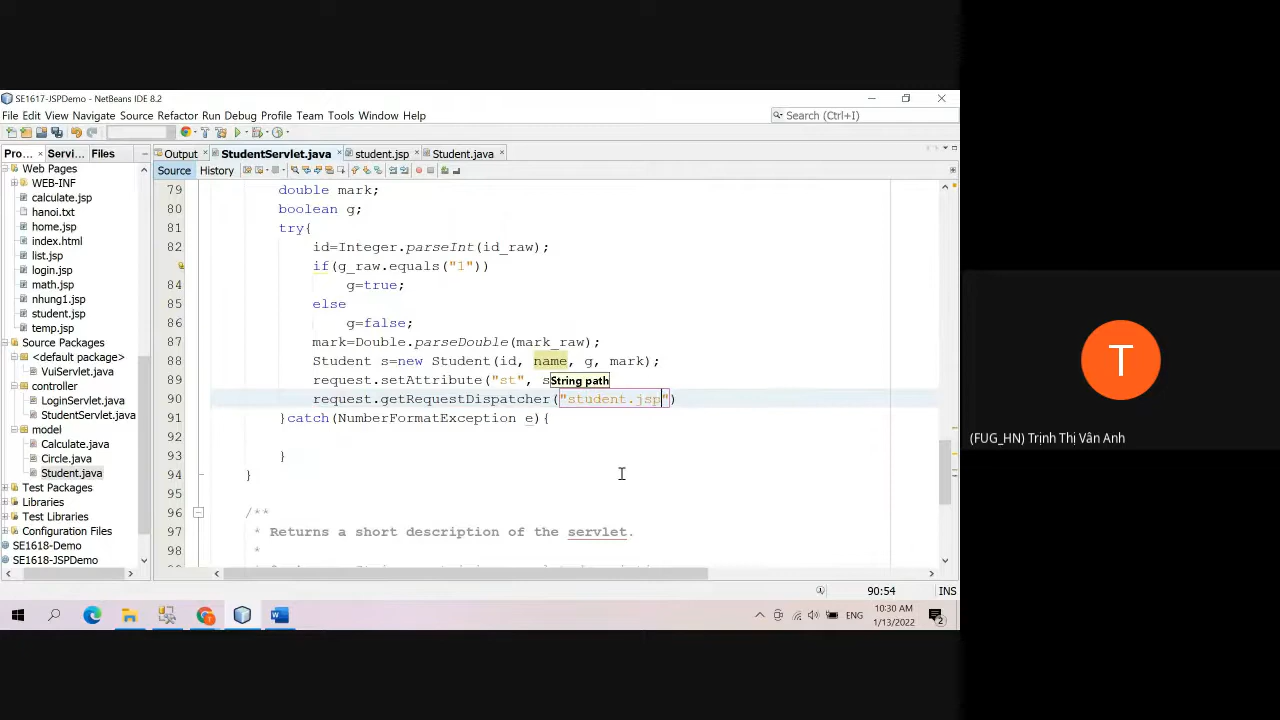 SE1617-JSPDemo - NetBeans IDE 8.2
File Edit View Navigate Source Refactor Run Debug Profile Team Tools Window Help
Search (Ctrl+I)
Pro... Servi... Files
Output StudentServlet.java student.jsp Student.java
Source History
Web Pages
WEB-INF
calculate.jsp
hanoi.txt
home.jsp
index.html
list.jsp
login.jsp
math.jsp
nhung1.jsp
student.jsp
temp.jsp
Source Packages
<default package>
VuiServlet.java
controller
LoginServlet.java
StudentServlet.java
model
Calculate.java
Circle.java
Student.java
Test Packages
Libraries
Test Libraries
Configuration Files
SE1618-Demo
SE1618-JSPDemo
79 double mark;
80 boolean g;
81 try{
82 id=Integer.parseInt(id_raw);
if(g_raw.equals("1"))
84 g=true;
85 else
86 g=false;
87 mark=Double.parseDouble(mark_raw);
88 Student s=new Student(id, name, g, mark);
89 request.setAttribute("st", s
String path
90 request.getRequestDispatcher("student.jsp")
91 }catch(NumberFormatException e){
92
93 }
94 }
95
96 /**
97 * Returns a short description of the servlet.
98 *
90:54 INS
ENG
10:30 AM
1/13/2022
2
T
(FUG_HN) Trịnh Thị Vân Anh